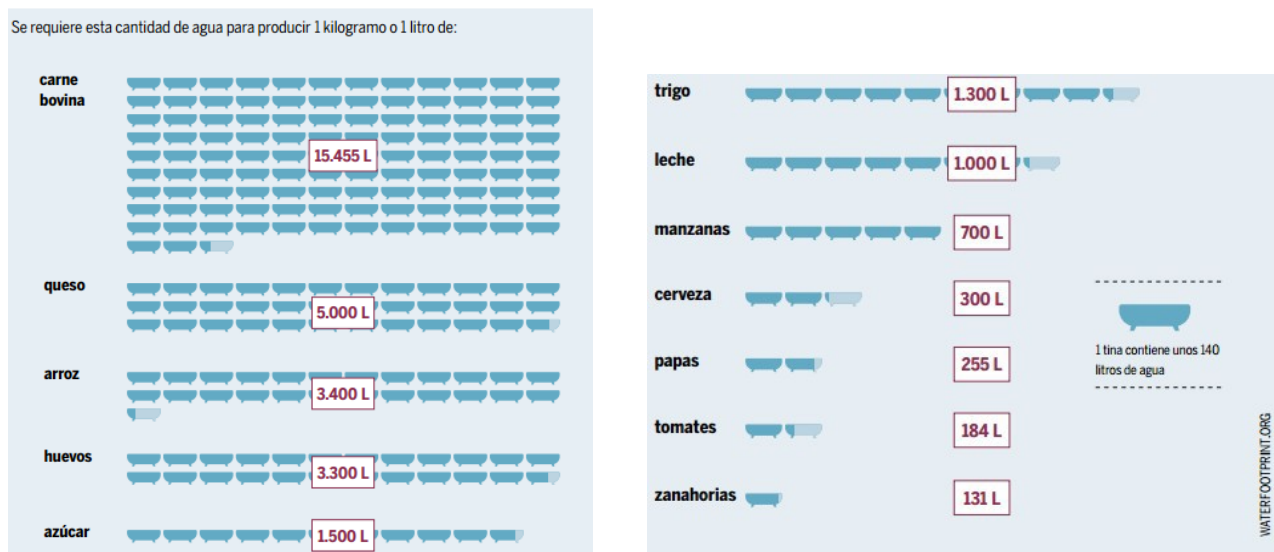 Se requiere esta cantidad de agua para producir 1 kilogramo o 1 litro de:
carne
bovina
15.455 L
queso
5.000 L
arroz
3.400 L
huevos
3.300 L
azúcar
1.500 L
trigo
1.300 L
leche
1.000 L
manzanas
700 L
cerveza
300 L
papas
255 L
tomates
184 L
zanahorias
131 L
1 tina contiene unos 140
litros de agua
WATERFOOTPRINT.ORG